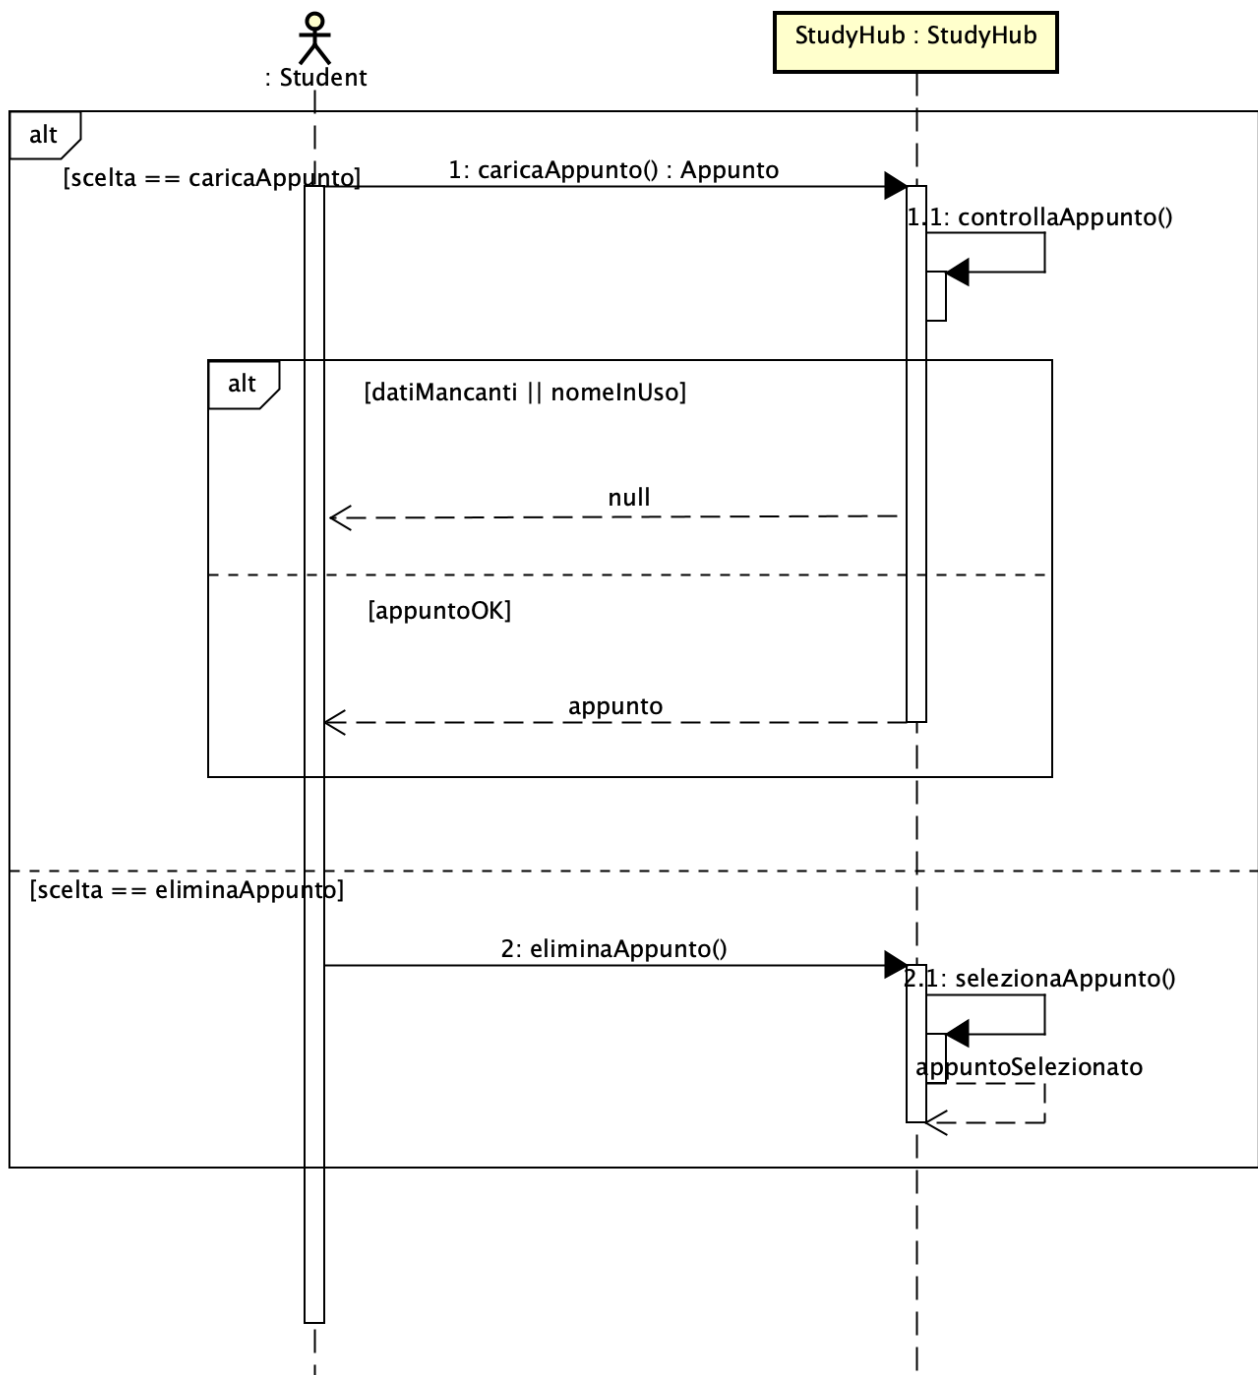 : Student
StudyHub : StudyHub
alt
[scelta == caricaAppunto]
1: caricaAppunto() : Appunto
1.1: controllaAppunto()
alt
[datiMancanti || nomeInUso]
null
[appuntoOK]
appunto
[scelta == eliminaAppunto]
2: eliminaAppunto()
2.1: selezionaAppunto()
appuntoSelezionato